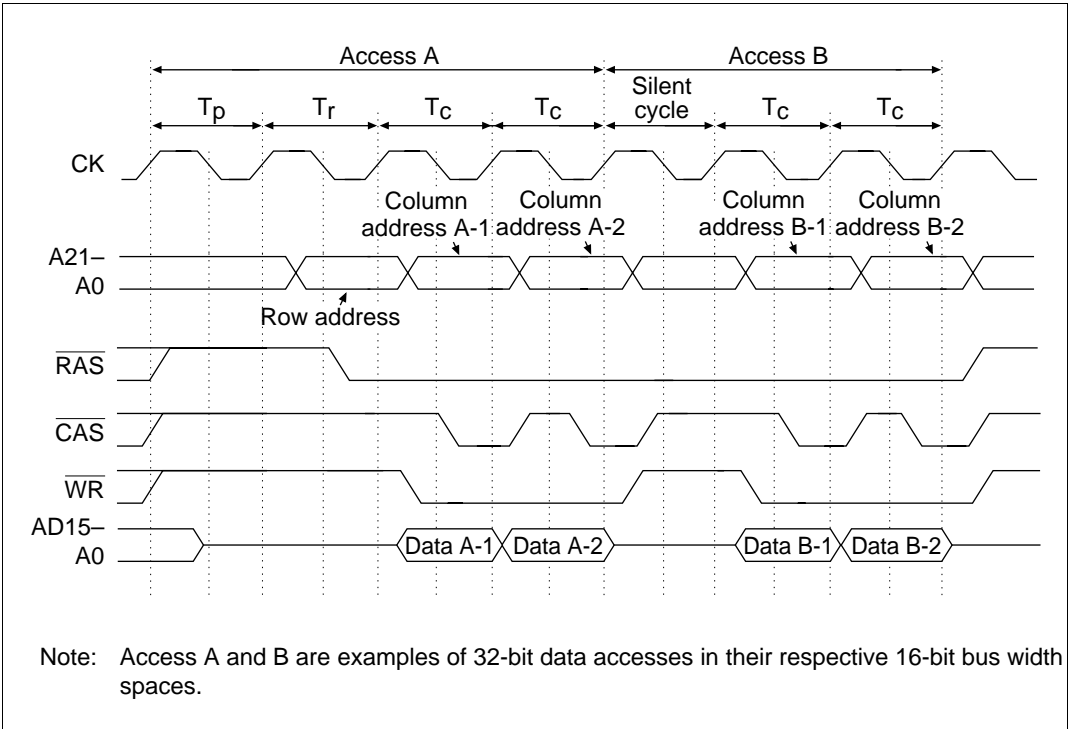 Access A Access B
Tp Tr Tc Tc Silent cycle Tc Tc
CK
Column address A-1 Column address A-2 Column address B-1 Column address B-2
A21–A0
Row address
RAS
CAS
WR
AD15–A0
Data A-1 Data A-2 Data B-1 Data B-2
Note: Access A and B are examples of 32-bit data accesses in their respective 16-bit bus width
spaces.